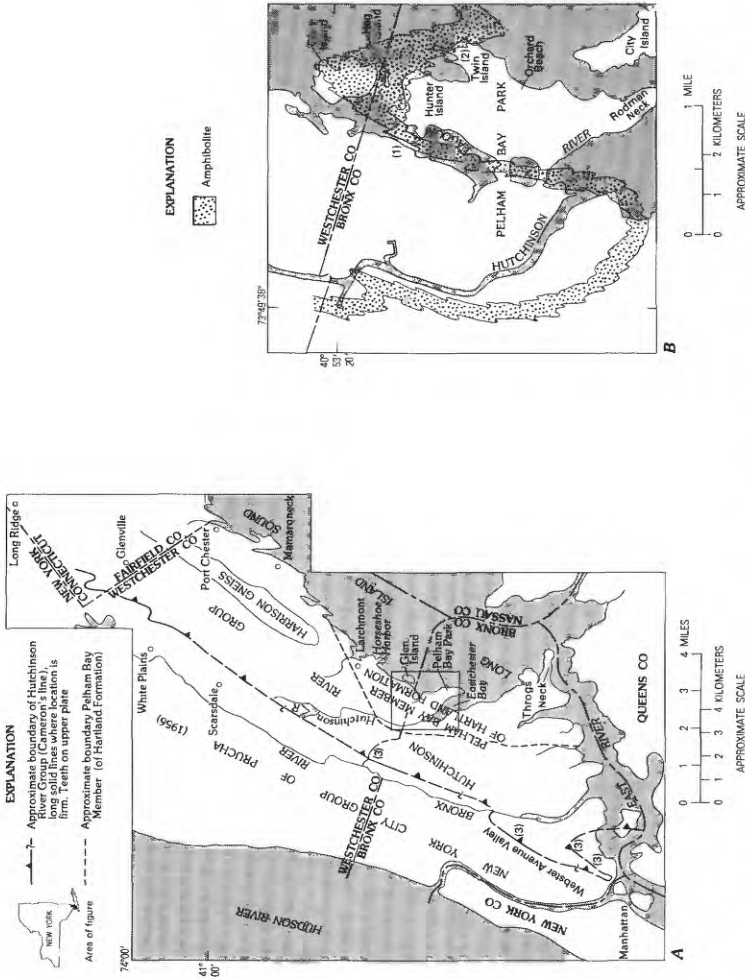 EXPLANATION
Approximate boundary of Hutchinson
River Group (Cameron's line),
long solid lines where location is
firm. Teeth on upper plate
Approximate boundary Pelham Bay
Member (of Hartland Formation)
NEW YORK
Area of figure
74°00'
41°
00'
Long Ridge
NEW YORK
CONNECTICUT
Glenville
FAIRFIELD CO
WESTCHESTER CO
Port Chester
White Plains
Scarsdale
Mamaroneck
SOUND
HARRISON GNEISS
GROUP
RIVER
HUTCHINSON
Larchmont
Horseshoe
Harbor
Glen
Island
Pelham
Bay Park
Eastchester
Bay
ISLAND
LONG
PELHAM BAY MEMBER
OF HARTLAND FORMATION
Hutchinson
R
PRUCHA
(1956)
OF
RIVER
GROUP
BRONX
CITY
YORK
NEW
WESTCHESTER CO
BRONX CO
BRONX CO
NASSAU CO
HUDSON RIVER
NEW YORK CO
Webster Avenue Valley
(3)
(3)
Throgs
Neck
EAST
RIVER
QUEENS CO
Manhattan
0 1 2 3 4 MILES
0 1 2 3 4 KILOMETERS
APPROXIMATE SCALE
A
EXPLANATION
Amphibolite
73°49'38"
40°
53'
20"
WESTCHESTER CO
BRONX CO
(1)
Hunter
Island
(2)
Twin
Island
Orchard
Beach
PELHAM
BAY
PARK
HUTCHINSON
RIVER
Rodman
Neck
City
Island
0 1 MILE
0 1 2 KILOMETERS
APPROXIMATE SCALE
B